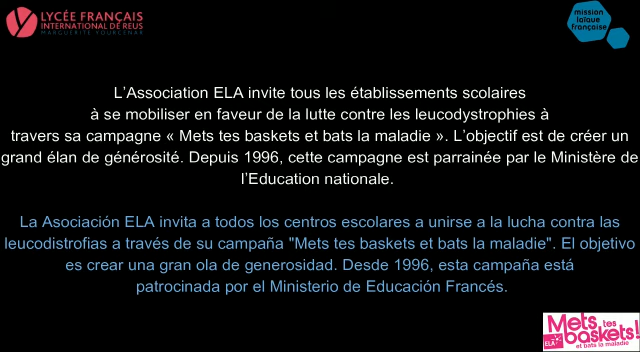 LYCÉE FRANÇAIS
INTERNATIONAL DE REUS
MARGUERITE YOURCENAR
mission
laïque
française
L'Association ELA invite tous les établissements scolaires
à se mobiliser en faveur de la lutte contre les leucodystrophies à
travers sa campagne « Mets tes baskets et bats la maladie ». L'objectif est de créer un
grand élan de générosité. Depuis 1996, cette campagne est parrainée par le Ministère de
l'Education nationale.
La Asociación ELA invita a todos los centros escolares a unirse a la lucha contra las
leucodistrofias a través de su campaña "Mets tes baskets et bats la maladie". El objetivo
es crear una gran ola de generosidad. Desde 1996, esta campaña está
patrocinada por el Ministerio de Educación Francés.
Mets tes
baskets!
ELA et bats la maladie